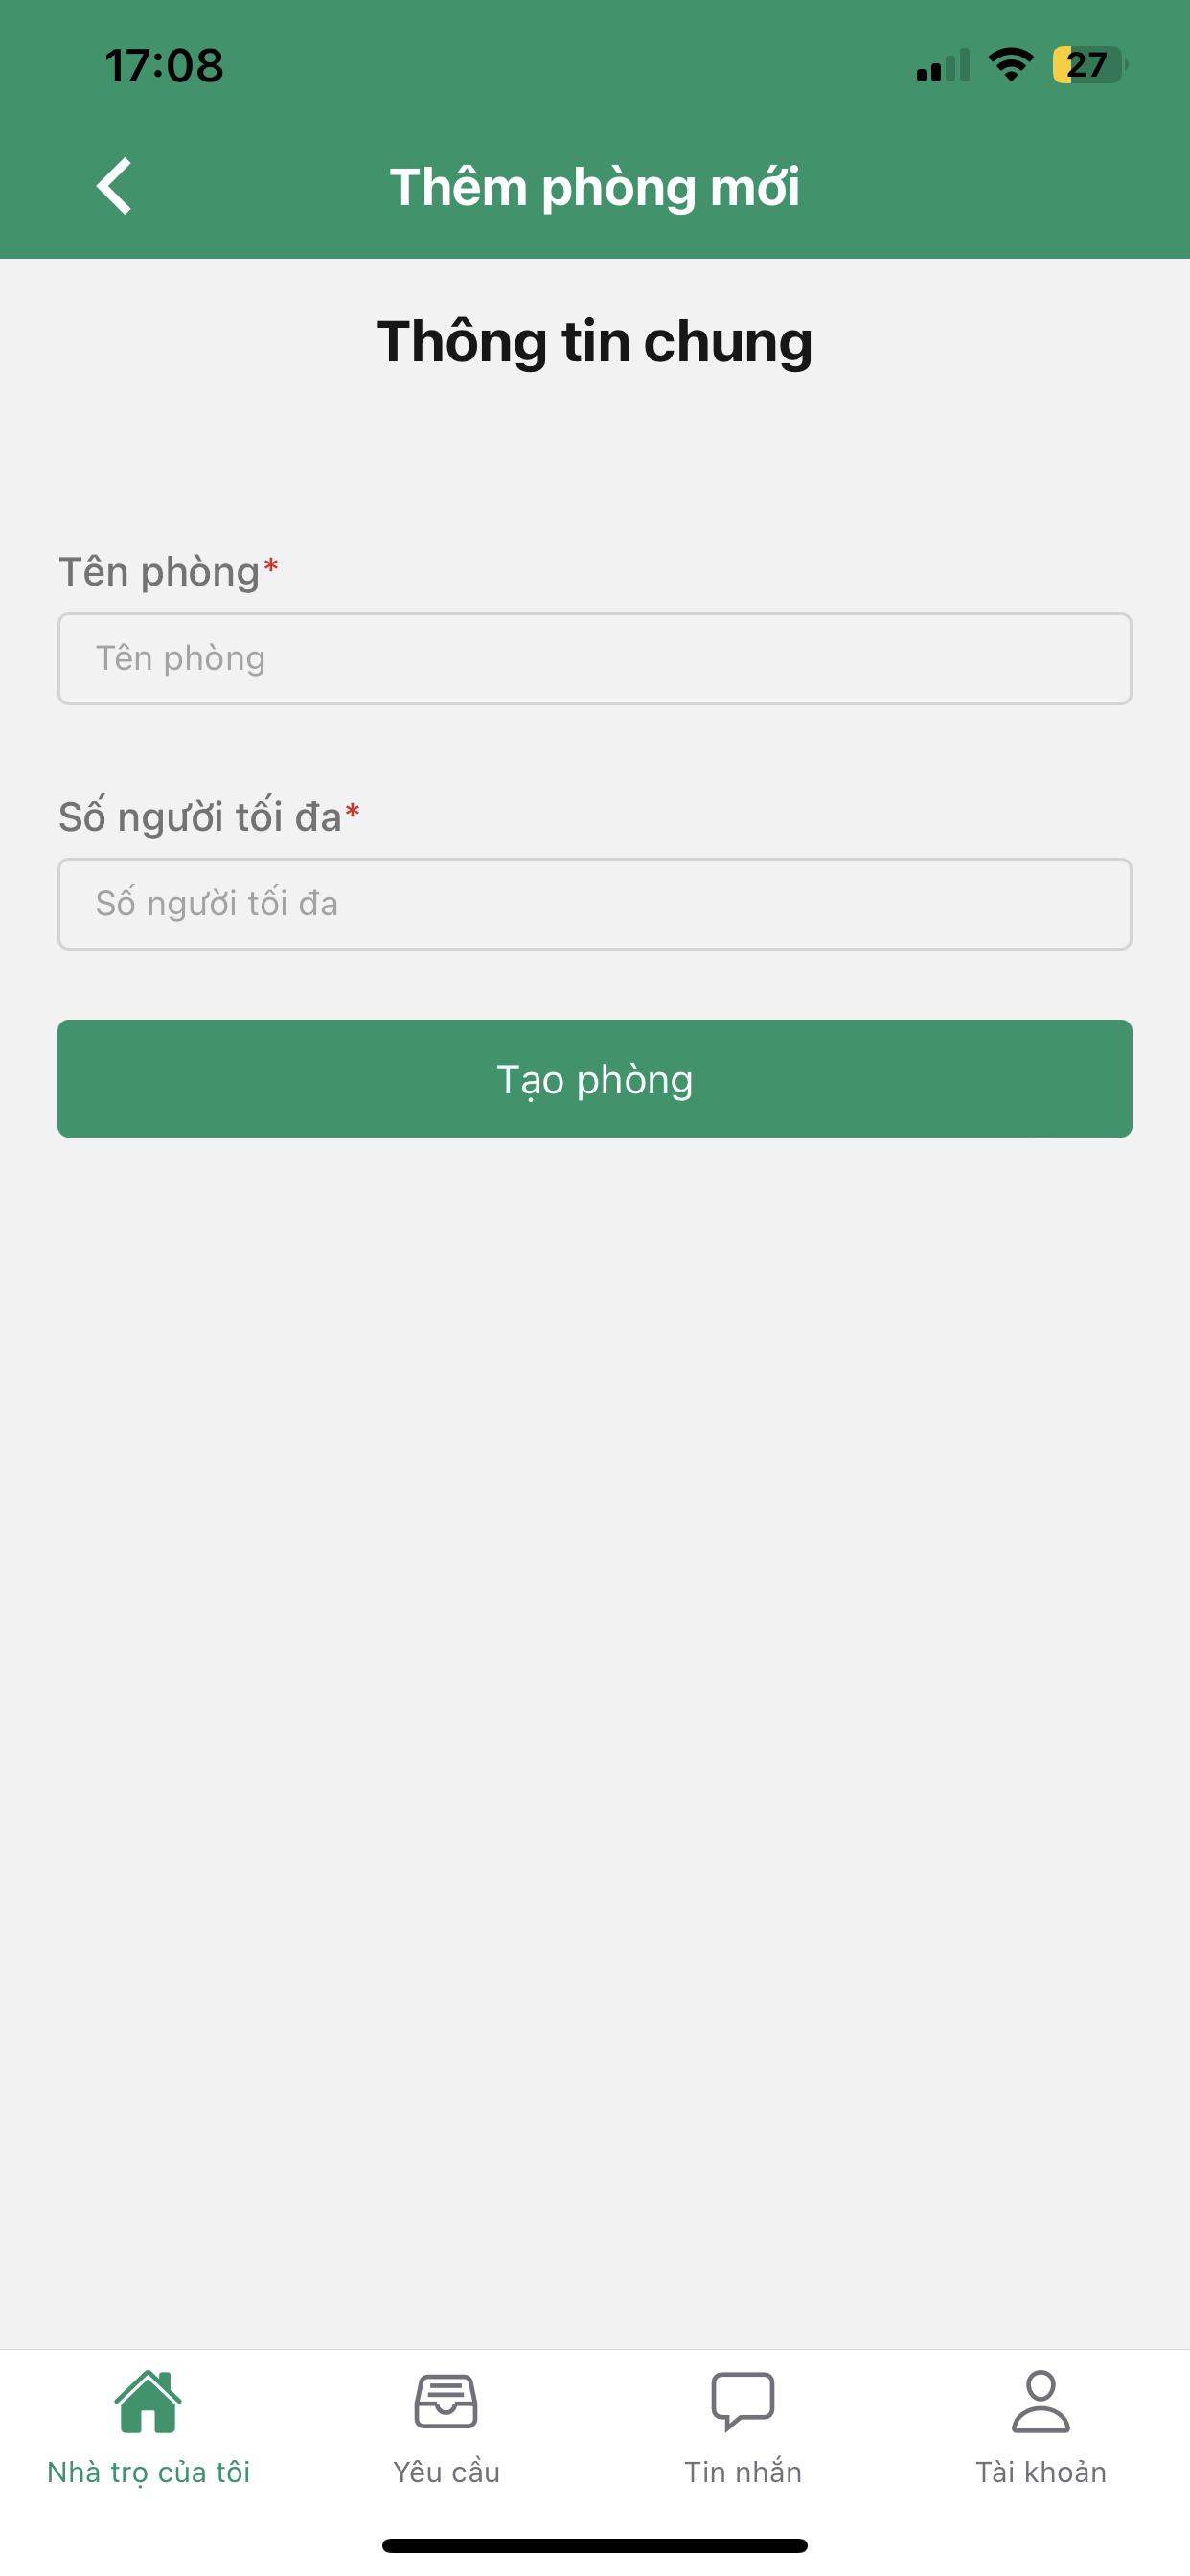 17:08
27
Thêm phòng mới
Thông tin chung
Tên phòng*
Tên phòng
Số người tối đa*
Số người tối đa
Tạo phòng
Nhà trọ của tôi
Yêu cầu
Tin nhắn
Tài khoản